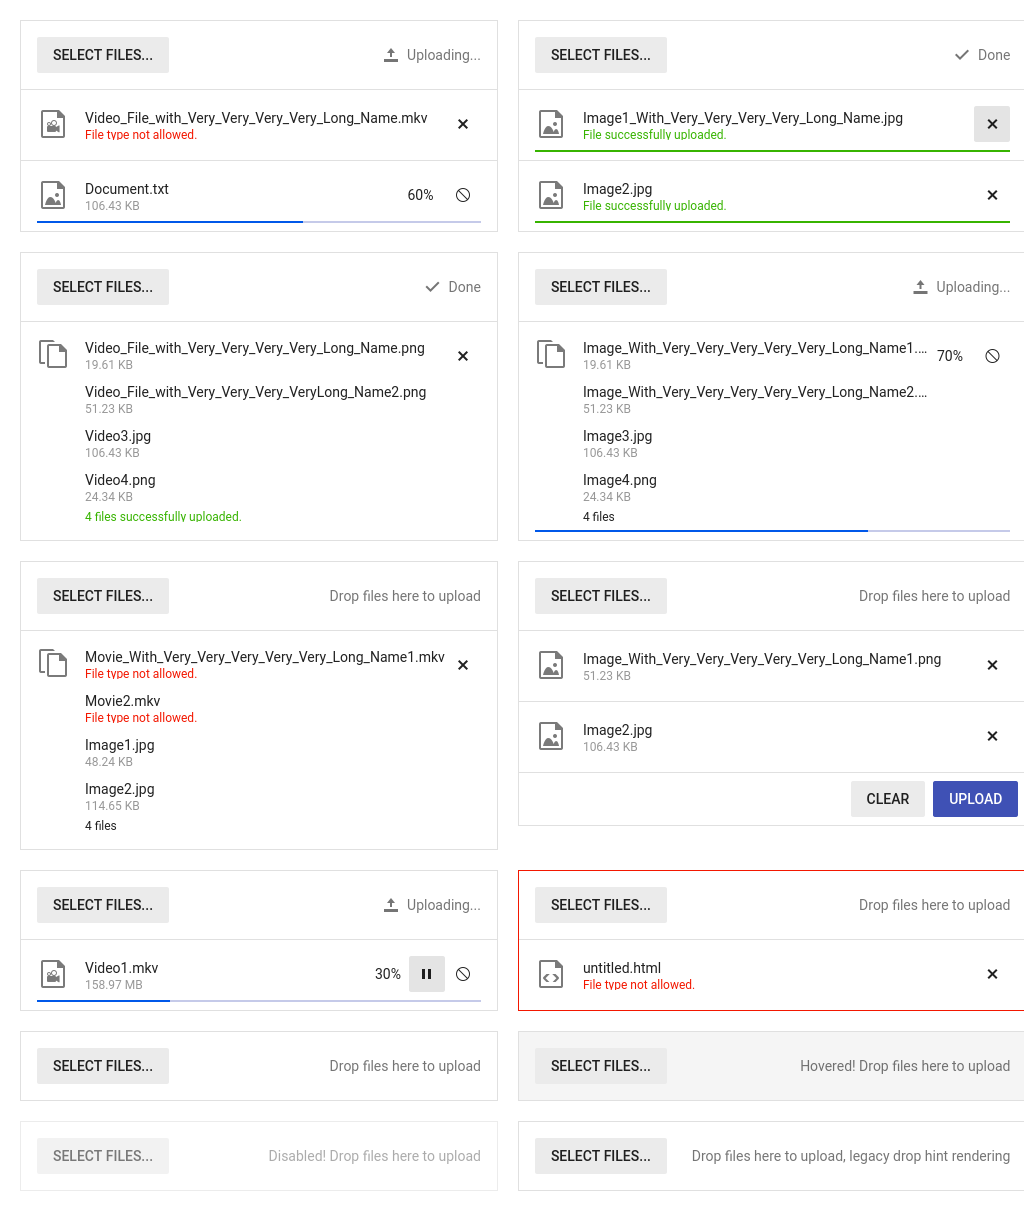 SELECT FILES...
Uploading...
Video_File_with_Very_Very_Very_Very_Long_Name.mkv
File type not allowed.
Document.txt
106.43 KB
60%
SELECT FILES...
Done
Image1_With_Very_Very_Very_Very_Long_Name.jpg
File successfully uploaded.
Image2.jpg
File successfully uploaded.
SELECT FILES...
Done
Video_File_with_Very_Very_Very_Very_Long_Name.png
19.61 KB
Video_File_with_Very_Very_Very_VeryLong_Name2.png
51.23 KB
Video3.jpg
106.43 KB
Video4.png
24.34 KB
4 files successfully uploaded.
SELECT FILES...
Uploading...
Image_With_Very_Very_Very_Very_Very_Long_Name1....
19.61 KB
70%
Image_With_Very_Very_Very_Very_Very_Long_Name2....
51.23 KB
Image3.jpg
106.43 KB
Image4.png
24.34 KB
4 files
SELECT FILES...
Drop files here to upload
Movie_With_Very_Very_Very_Very_Very_Long_Name1.mkv
File type not allowed.
Movie2.mkv
File type not allowed.
Image1.jpg
48.24 KB
Image2.jpg
114.65 KB
4 files
SELECT FILES...
Drop files here to upload
Image_With_Very_Very_Very_Very_Very_Long_Name1.png
51.23 KB
Image2.jpg
106.43 KB
CLEAR
UPLOAD
SELECT FILES...
Uploading...
Video1.mkv
158.97 MB
30%
SELECT FILES...
Drop files here to upload
untitled.html
File type not allowed.
SELECT FILES...
Drop files here to upload
SELECT FILES...
Hovered! Drop files here to upload
SELECT FILES...
Disabled! Drop files here to upload
SELECT FILES...
Drop files here to upload, legacy drop hint rendering